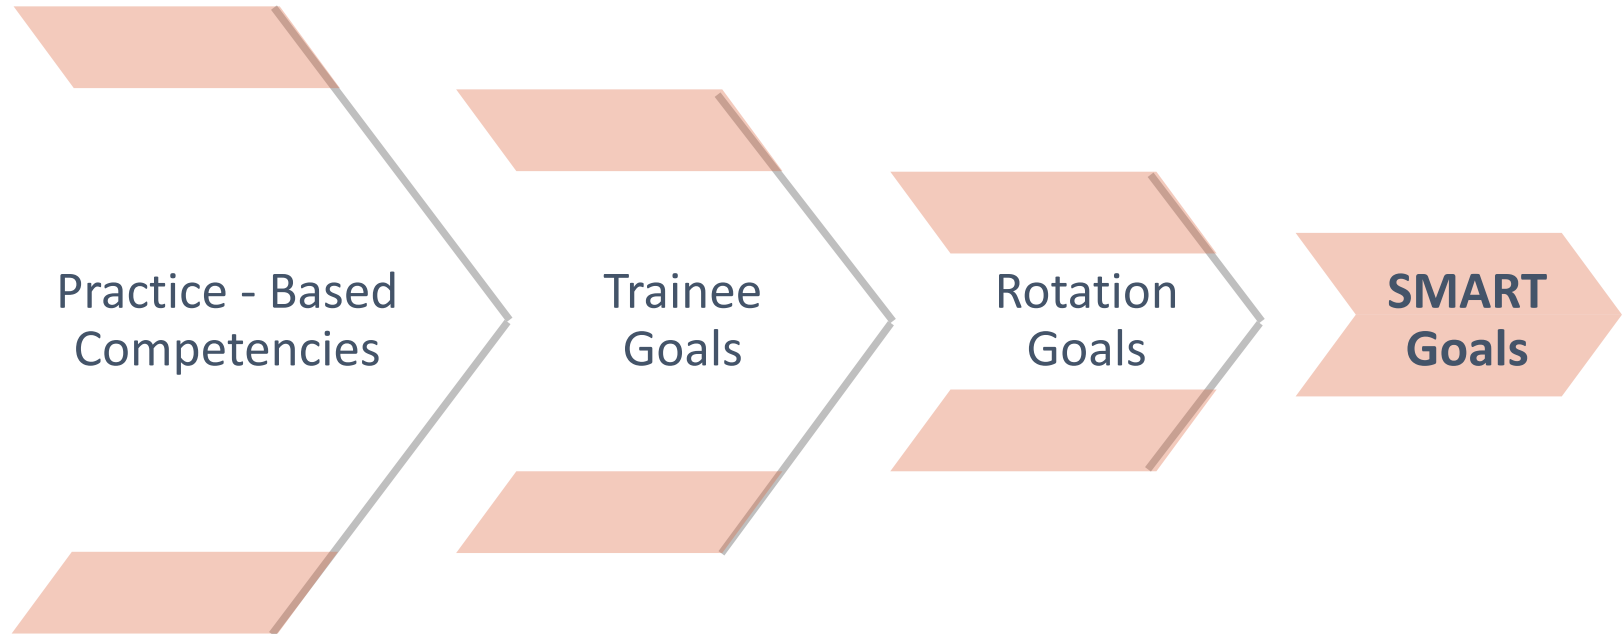 Practice - Based
Competencies
Trainee
Goals
Rotation
Goals
SMART
Goals